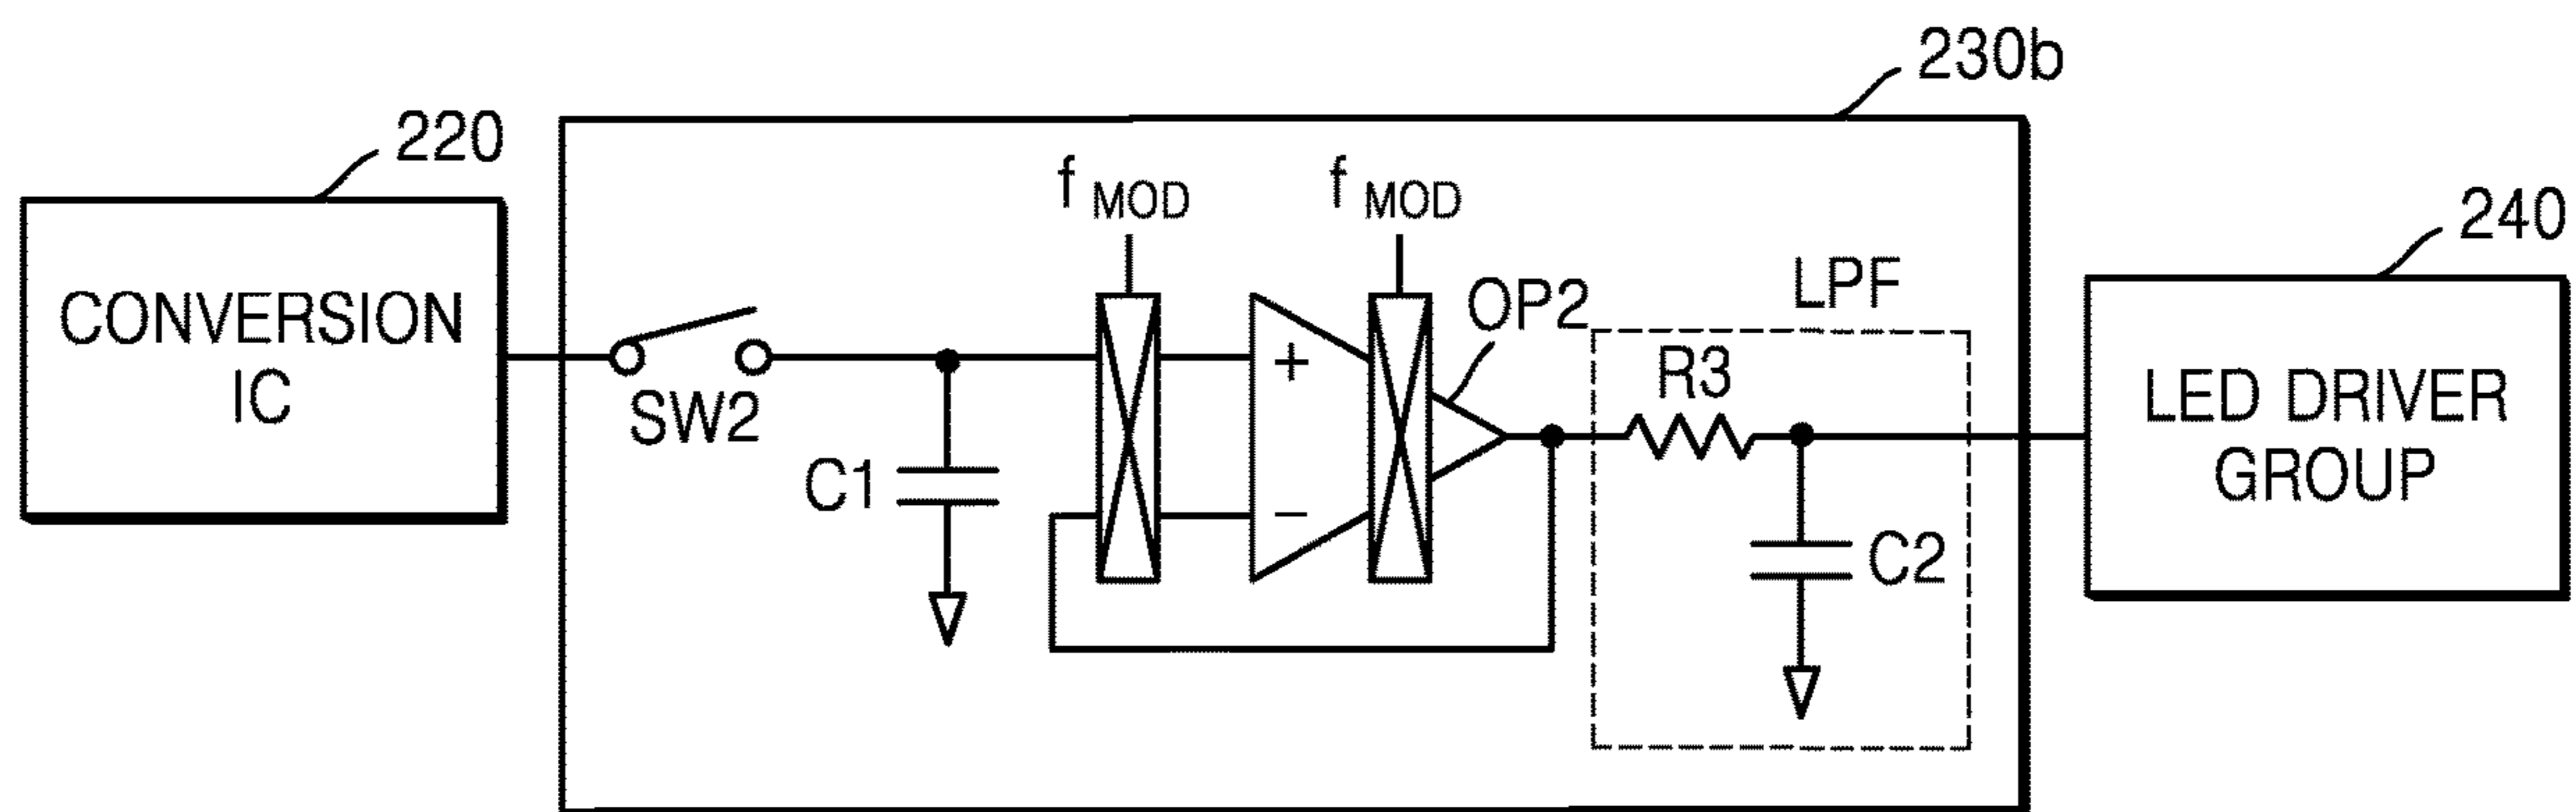 230b
220
240
f MOD
f MOD
LPF
OP2
CONVERSION
IC
SW2
R3
+
−
C1
C2
LED DRIVER
GROUP